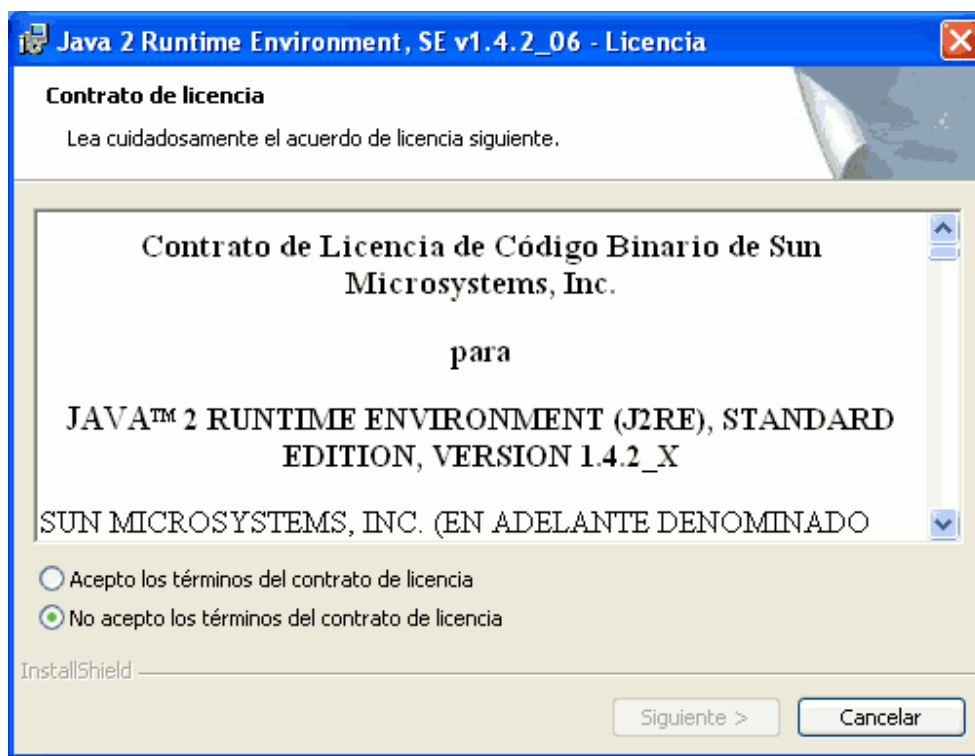 Java 2 Runtime Environment, SE v1.4.2_06 - Licencia
Contrato de licencia
Lea cuidadosamente el acuerdo de licencia siguiente.
Contrato de Licencia de Código Binario de Sun
Microsystems, Inc.
para
JAVA™ 2 RUNTIME ENVIRONMENT (J2RE), STANDARD
EDITION, VERSION 1.4.2_X
SUN MICROSYSTEMS, INC. (EN ADELANTE DENOMINADO
Acepto los términos del contrato de licencia
No acepto los términos del contrato de licencia
InstallShield
Siguiente >
Cancelar